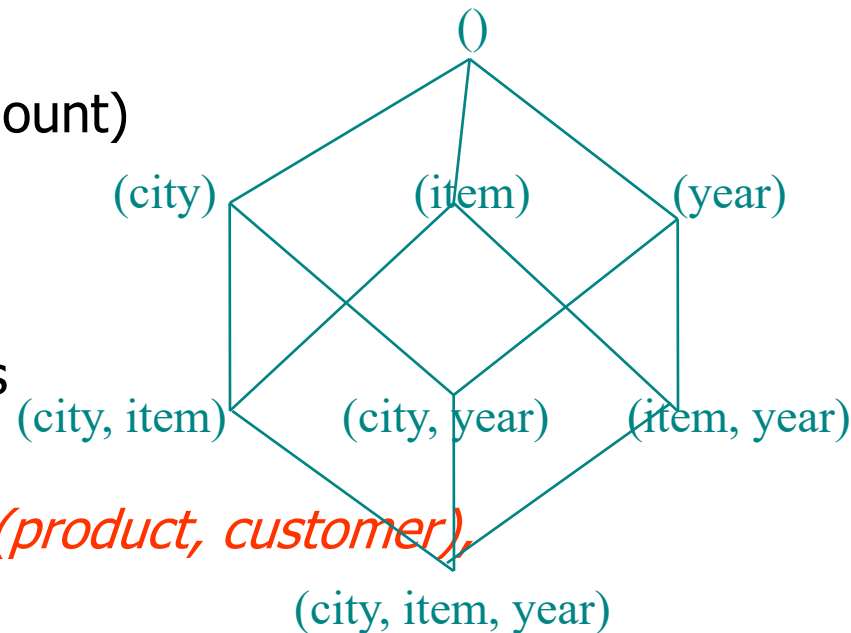 ()
ount)
(city) (item) (year)
s
(city, item) (city, year) (item, year)
(product, customer),
(city, item, year)